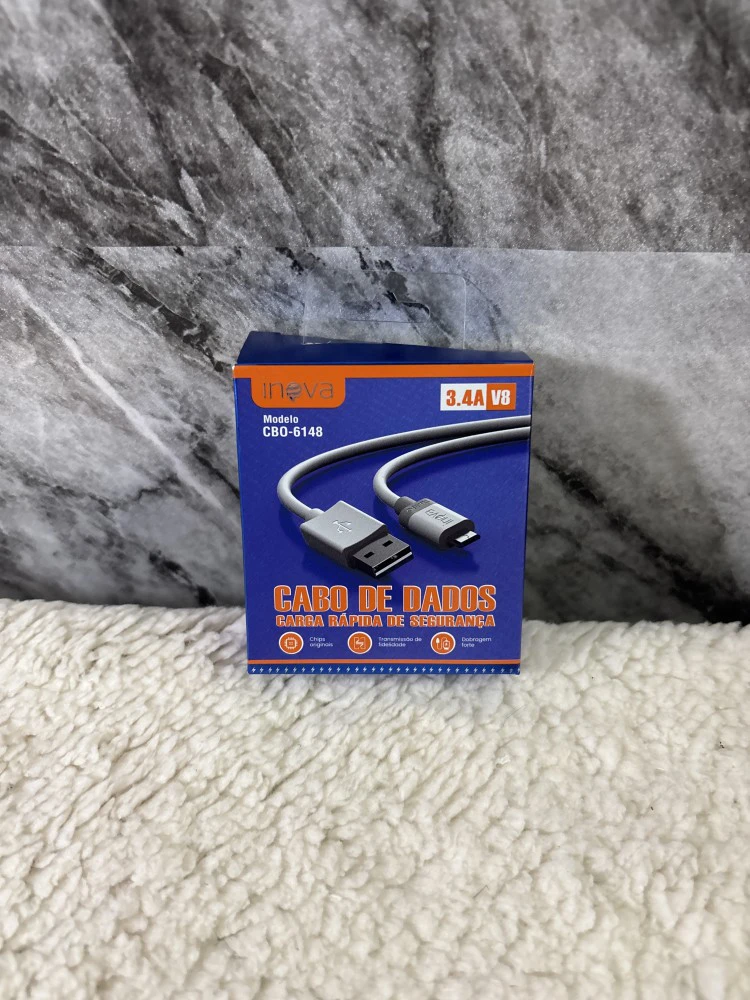 inova
3.4A V8
Modelo
CBO-6148
inova
CABO DE DADOS
CARGA RÁPIDA DE SEGURANÇA
Chips originais
Transmissão de fidelidade
Dobragem forte